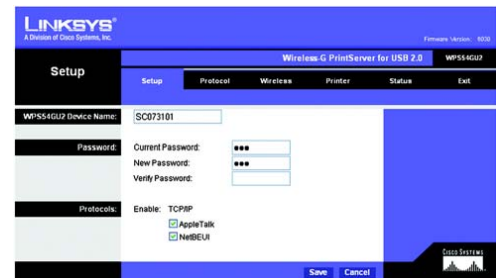 LINKSYS®
A Division of Cisco Systems, Inc.
Firmware Version: 6030
Wireless-G PrintServer for USB 2.0 WPS54GU2
Setup
Setup Protocol Wireless Printer Status Exit
WPS54GU2 Device Name: SC073101
Password: Current Password: •••
New Password: •••
Verify Password:
Protocols: Enable: TCP/IP
AppleTalk
NetBEUI
Save Cancel
CISCO SYSTEMS